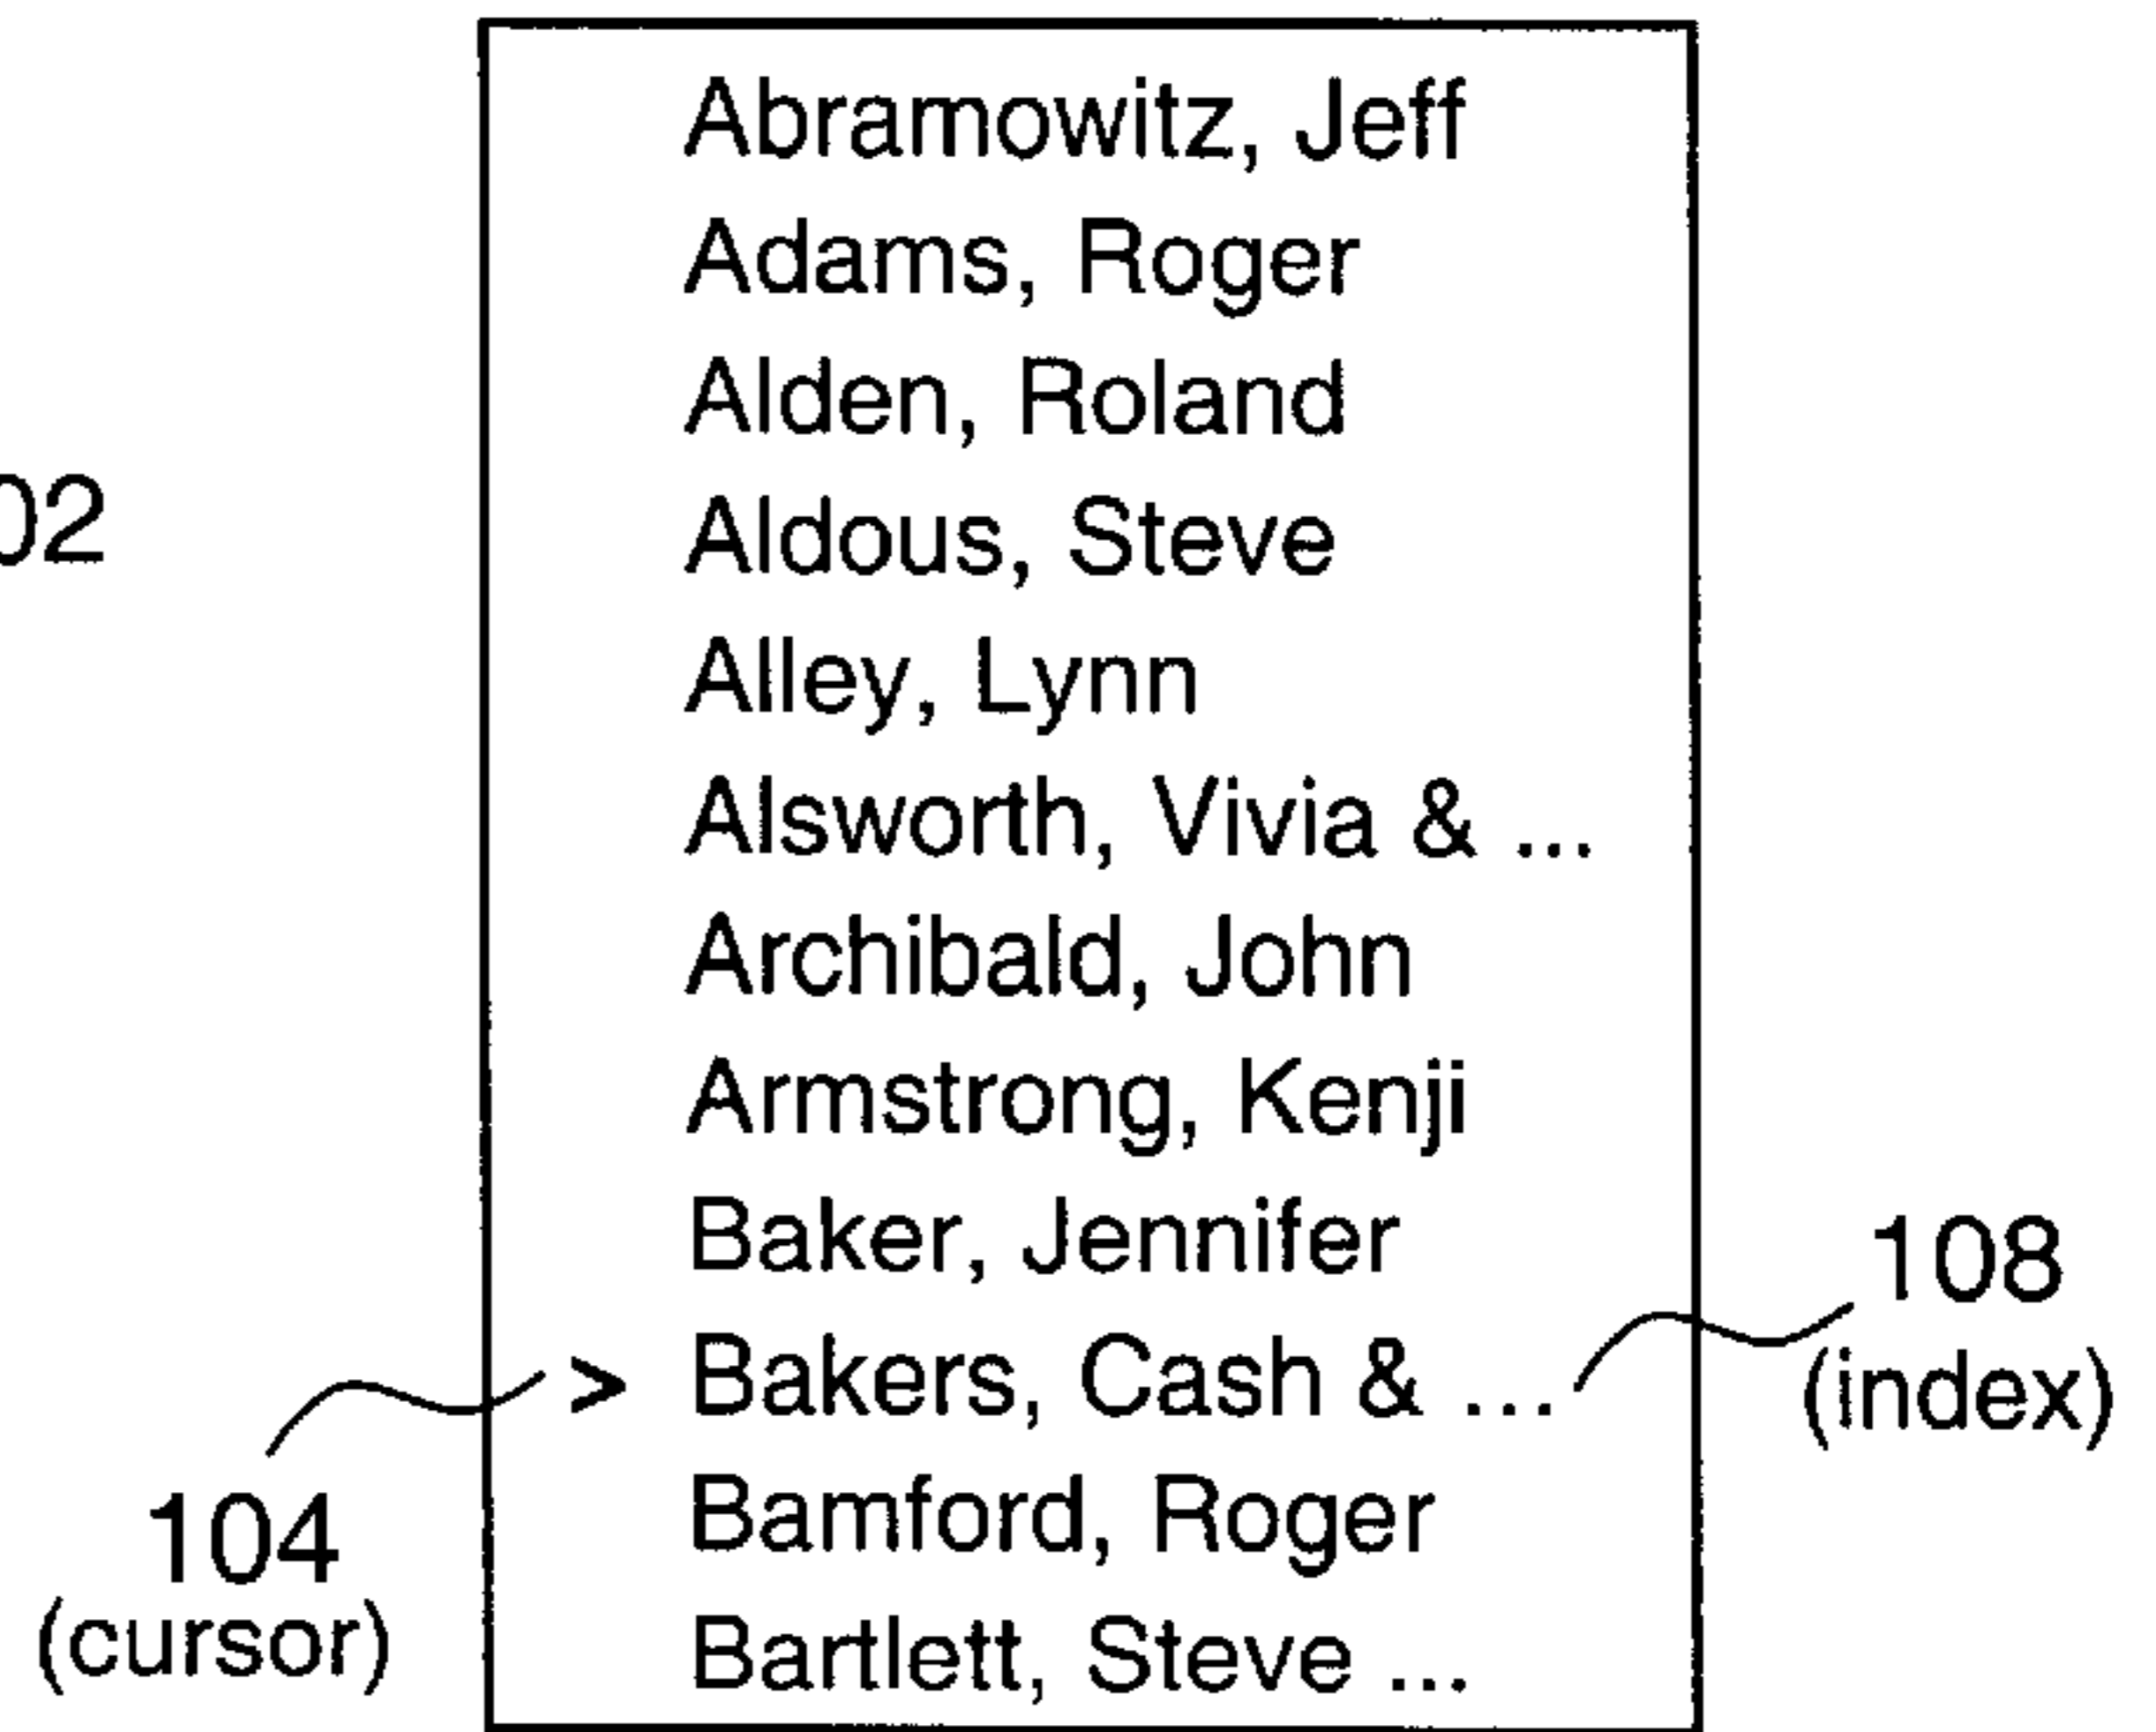 Abramowitz, Jeff
Adams, Roger
Alden, Roland
02
Aldous, Steve
Alley, Lynn
Alsworth, Vivia & ...
Archibald, John
Armstrong, Kenji
Baker, Jennifer
108
(index)
> Bakers, Cash & ...
104
(cursor)
Bamford, Roger
Bartlett, Steve ...